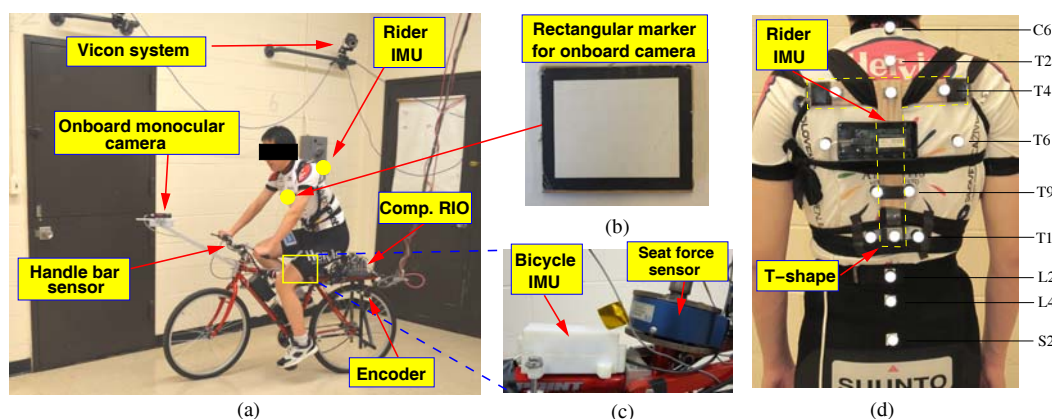 Vicon system
Rider
IMU
Onboard monocular
camera
Comp. RIO
Handle bar
sensor
Encoder
(a)
Rectangular marker
for onboard camera
(b)
Bicycle
IMU
Seat force
sensor
POINT
(c)
Rider
IMU
C6
T2
T4
T6
T9
T1
L2
L4
S2
T-shape
SUUNTO
(d)